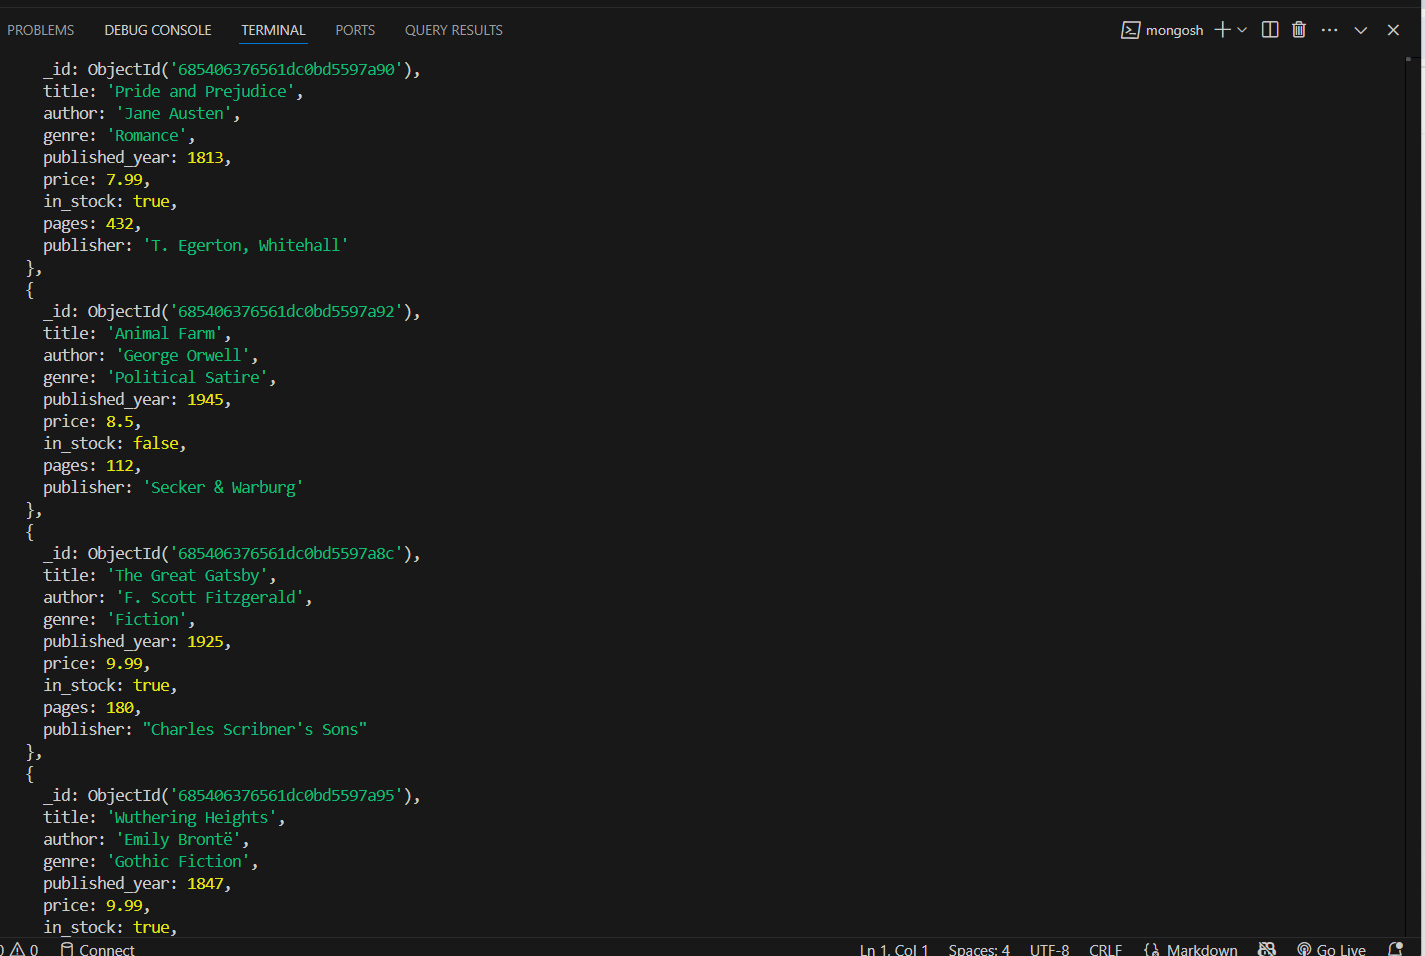 PROBLEMS DEBUG CONSOLE TERMINAL PORTS QUERY RESULTS mongosh
_id: ObjectId('685406376561dc0bd5597a90'),
title: 'Pride and Prejudice',
author: 'Jane Austen',
genre: 'Romance',
published_year: 1813,
price: 7.99,
in_stock: true,
pages: 432,
publisher: 'T. Egerton, Whitehall'
},
{
_id: ObjectId('685406376561dc0bd5597a92'),
title: 'Animal Farm',
author: 'George Orwell',
genre: 'Political Satire',
published_year: 1945,
price: 8.5,
in_stock: false,
pages: 112,
publisher: 'Secker & Warburg'
},
{
_id: ObjectId('685406376561dc0bd5597a8c'),
title: 'The Great Gatsby',
author: 'F. Scott Fitzgerald',
genre: 'Fiction',
published_year: 1925,
price: 9.99,
in_stock: true,
pages: 180,
publisher: "Charles Scribner's Sons"
},
{
_id: ObjectId('685406376561dc0bd5597a95'),
title: 'Wuthering Heights',
author: 'Emily Brontë',
genre: 'Gothic Fiction',
published_year: 1847,
price: 9.99,
in_stock: true,
0 0 Connect Ln 1, Col 1 Spaces: 4 UTF-8 CRLF Markdown Go Live